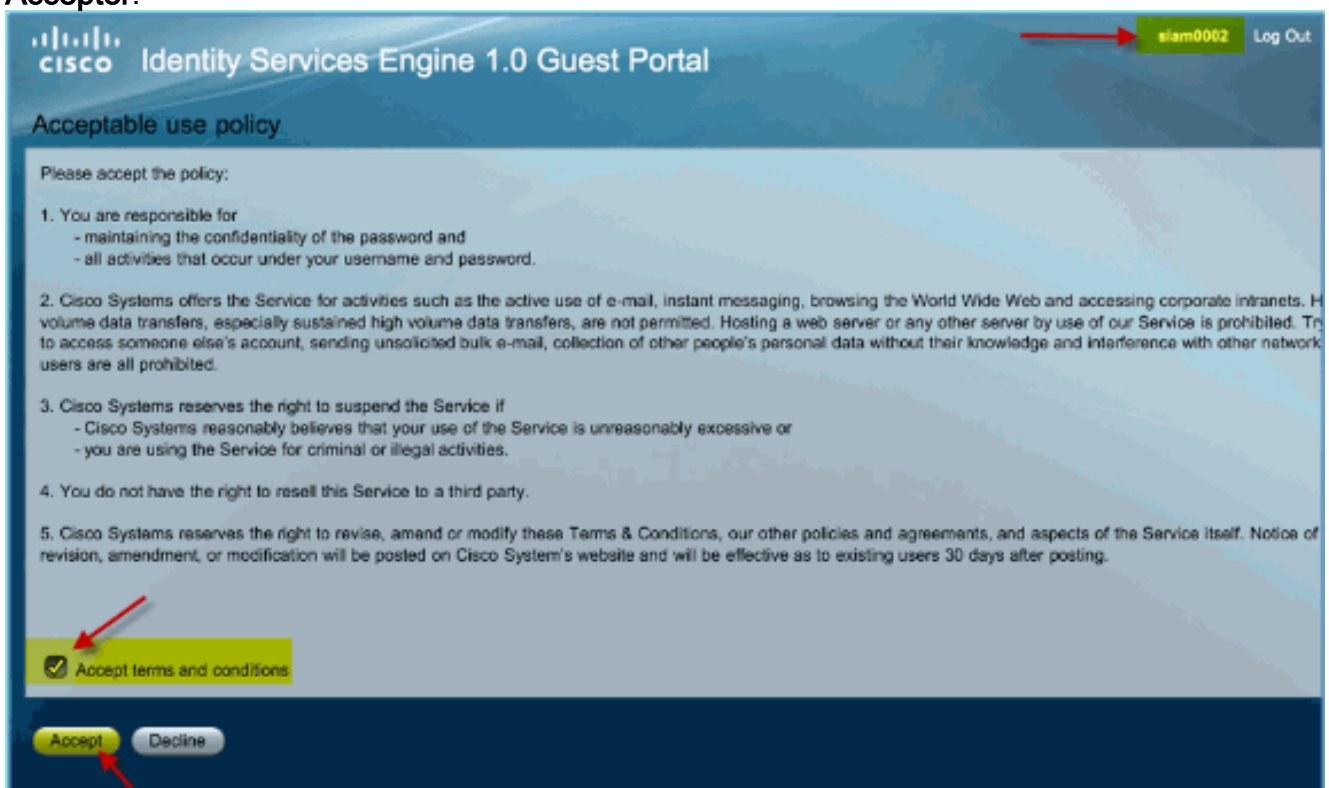 Accepter.
CISCO Identity Services Engine 1.0 Guest Portal
siam0002 Log Out
Acceptable use policy
Please accept the policy:
1. You are responsible for
- maintaining the confidentiality of the password and
- all activities that occur under your username and password.
2. Cisco Systems offers the Service for activities such as the active use of e-mail, instant messaging, browsing the World Wide Web and accessing corporate intranets. H
volume data transfers, especially sustained high volume data transfers, are not permitted. Hosting a web server or any other server by use of our Service is prohibited. Try
to access someone else's account, sending unsolicited bulk e-mail, collection of other people's personal data without their knowledge and interference with other network
users are all prohibited.
3. Cisco Systems reserves the right to suspend the Service if
- Cisco Systems reasonably believes that your use of the Service is unreasonably excessive or
- you are using the Service for criminal or illegal activities.
4. You do not have the right to resell this Service to a third party.
5. Cisco Systems reserves the right to revise, amend or modify these Terms & Conditions, our other policies and agreements, and aspects of the Service itself. Notice of
revision, amendment, or modification will be posted on Cisco System's website and will be effective as to existing users 30 days after posting.
Accept terms and conditions
Accept Decline